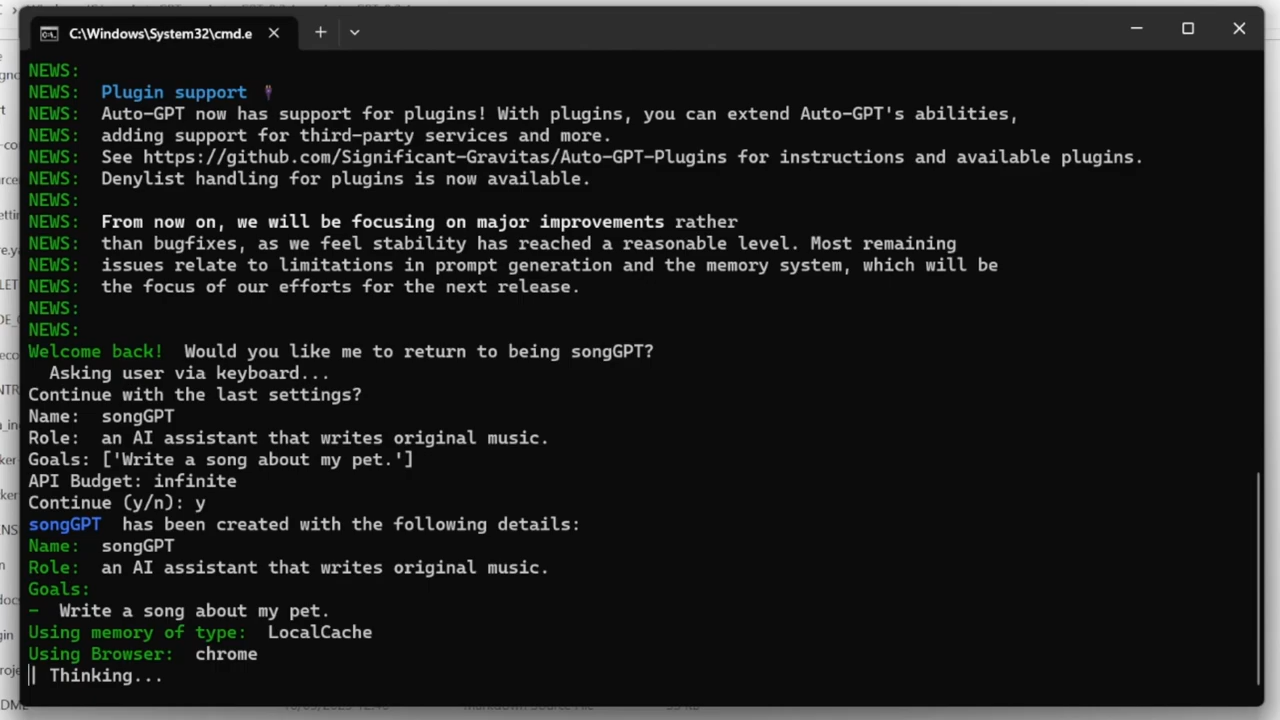 C:\Windows\System32\cmd.e
NEWS:
NEWS: Plugin support
NEWS: Auto-GPT now has support for plugins! With plugins, you can extend Auto-GPT's abilities,
NEWS: adding support for third-party services and more.
NEWS: See https://github.com/Significant-Gravitas/Auto-GPT-Plugins for instructions and available plugins.
NEWS: Denylist handling for plugins is now available.
NEWS:
NEWS: From now on, we will be focusing on major improvements rather
NEWS: than bugfixes, as we feel stability has reached a reasonable level. Most remaining
NEWS: issues relate to limitations in prompt generation and the memory system, which will be
NEWS: the focus of our efforts for the next release.
NEWS:
NEWS:
Welcome back! Would you like me to return to being songGPT?
Asking user via keyboard...
Continue with the last settings?
Name: songGPT
Role: an AI assistant that writes original music.
Goals: ['Write a song about my pet.']
API Budget: infinite
Continue (y/n): y
songGPT has been created with the following details:
Name: songGPT
Role: an AI assistant that writes original music.
Goals:
- Write a song about my pet.
Using memory of type: LocalCache
Using Browser: chrome
| Thinking...